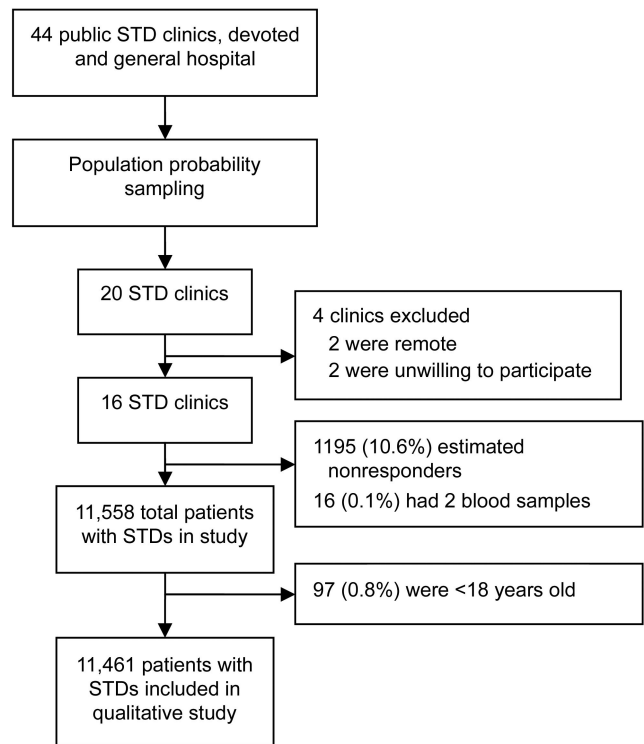 44 public STD clinics, devoted
and general hospital
Population probability
sampling
20 STD clinics
4 clinics excluded
2 were remote
2 were unwilling to participate
16 STD clinics
1195 (10.6%) estimated
nonresponders
16 (0.1%) had 2 blood samples
11,558 total patients
with STDs in study
97 (0.8%) were <18 years old
11,461 patients with
STDs included in
qualitative study